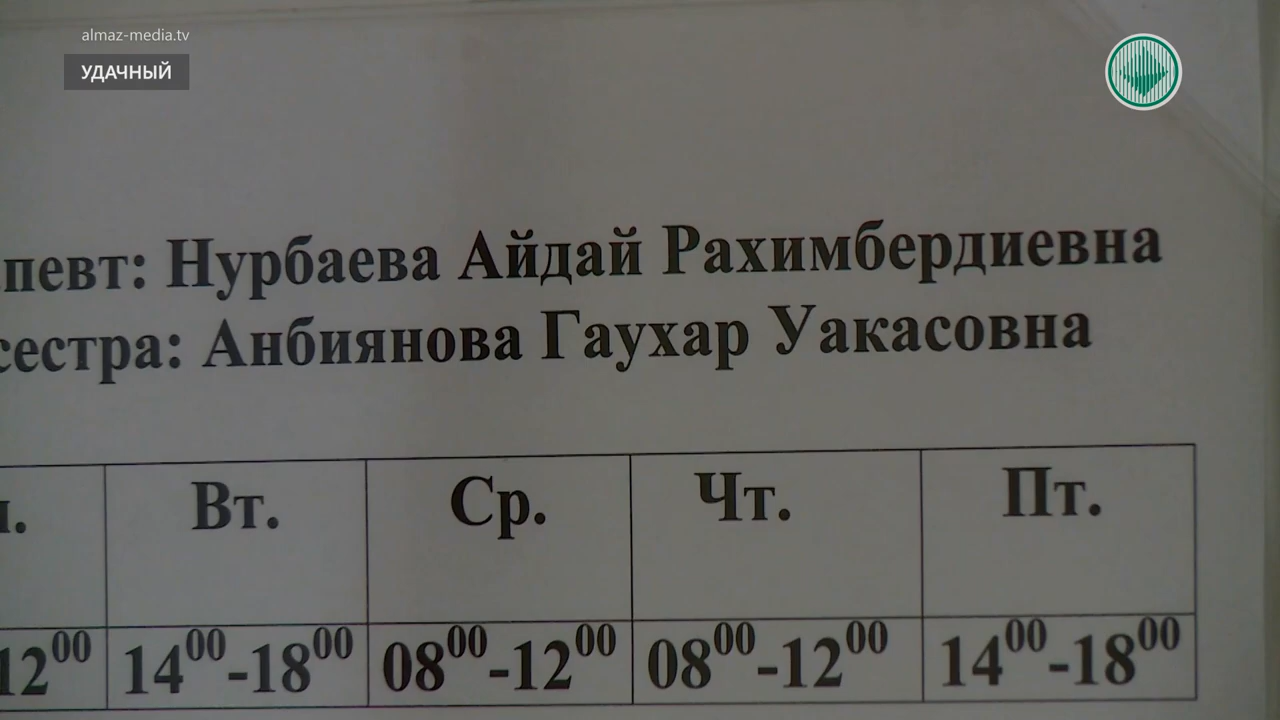 almaz-media.tv
УДАЧНЫЙ
певт: Нурбаева Айдай Рахимбердиевна
сестра: Анбиянова Гаухар Уакасовна
Вт. Ср. Чт. Пт.
12⁰⁰ 14⁰⁰-18⁰⁰ 08⁰⁰-12⁰⁰ 08⁰⁰-12⁰⁰ 14⁰⁰-18⁰⁰